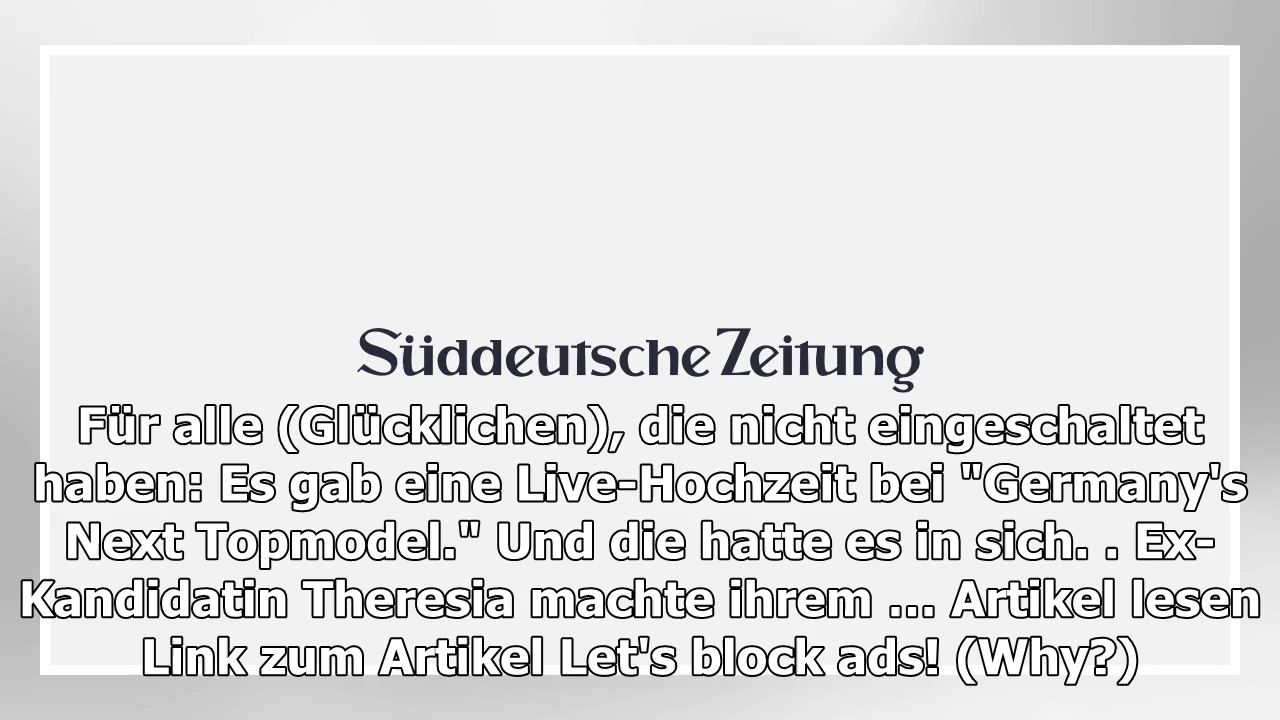 Süddeutsche Zeitung
Für alle (Glücklichen), die nicht eingeschaltet
haben: Es gab eine Live-Hochzeit bei "Germany's
Next Topmodel." Und die hatte es in sich. . Ex-
Kandidatin Theresia machte ihrem ... Artikel lesen
Link zum Artikel Let's block ads! (Why?)